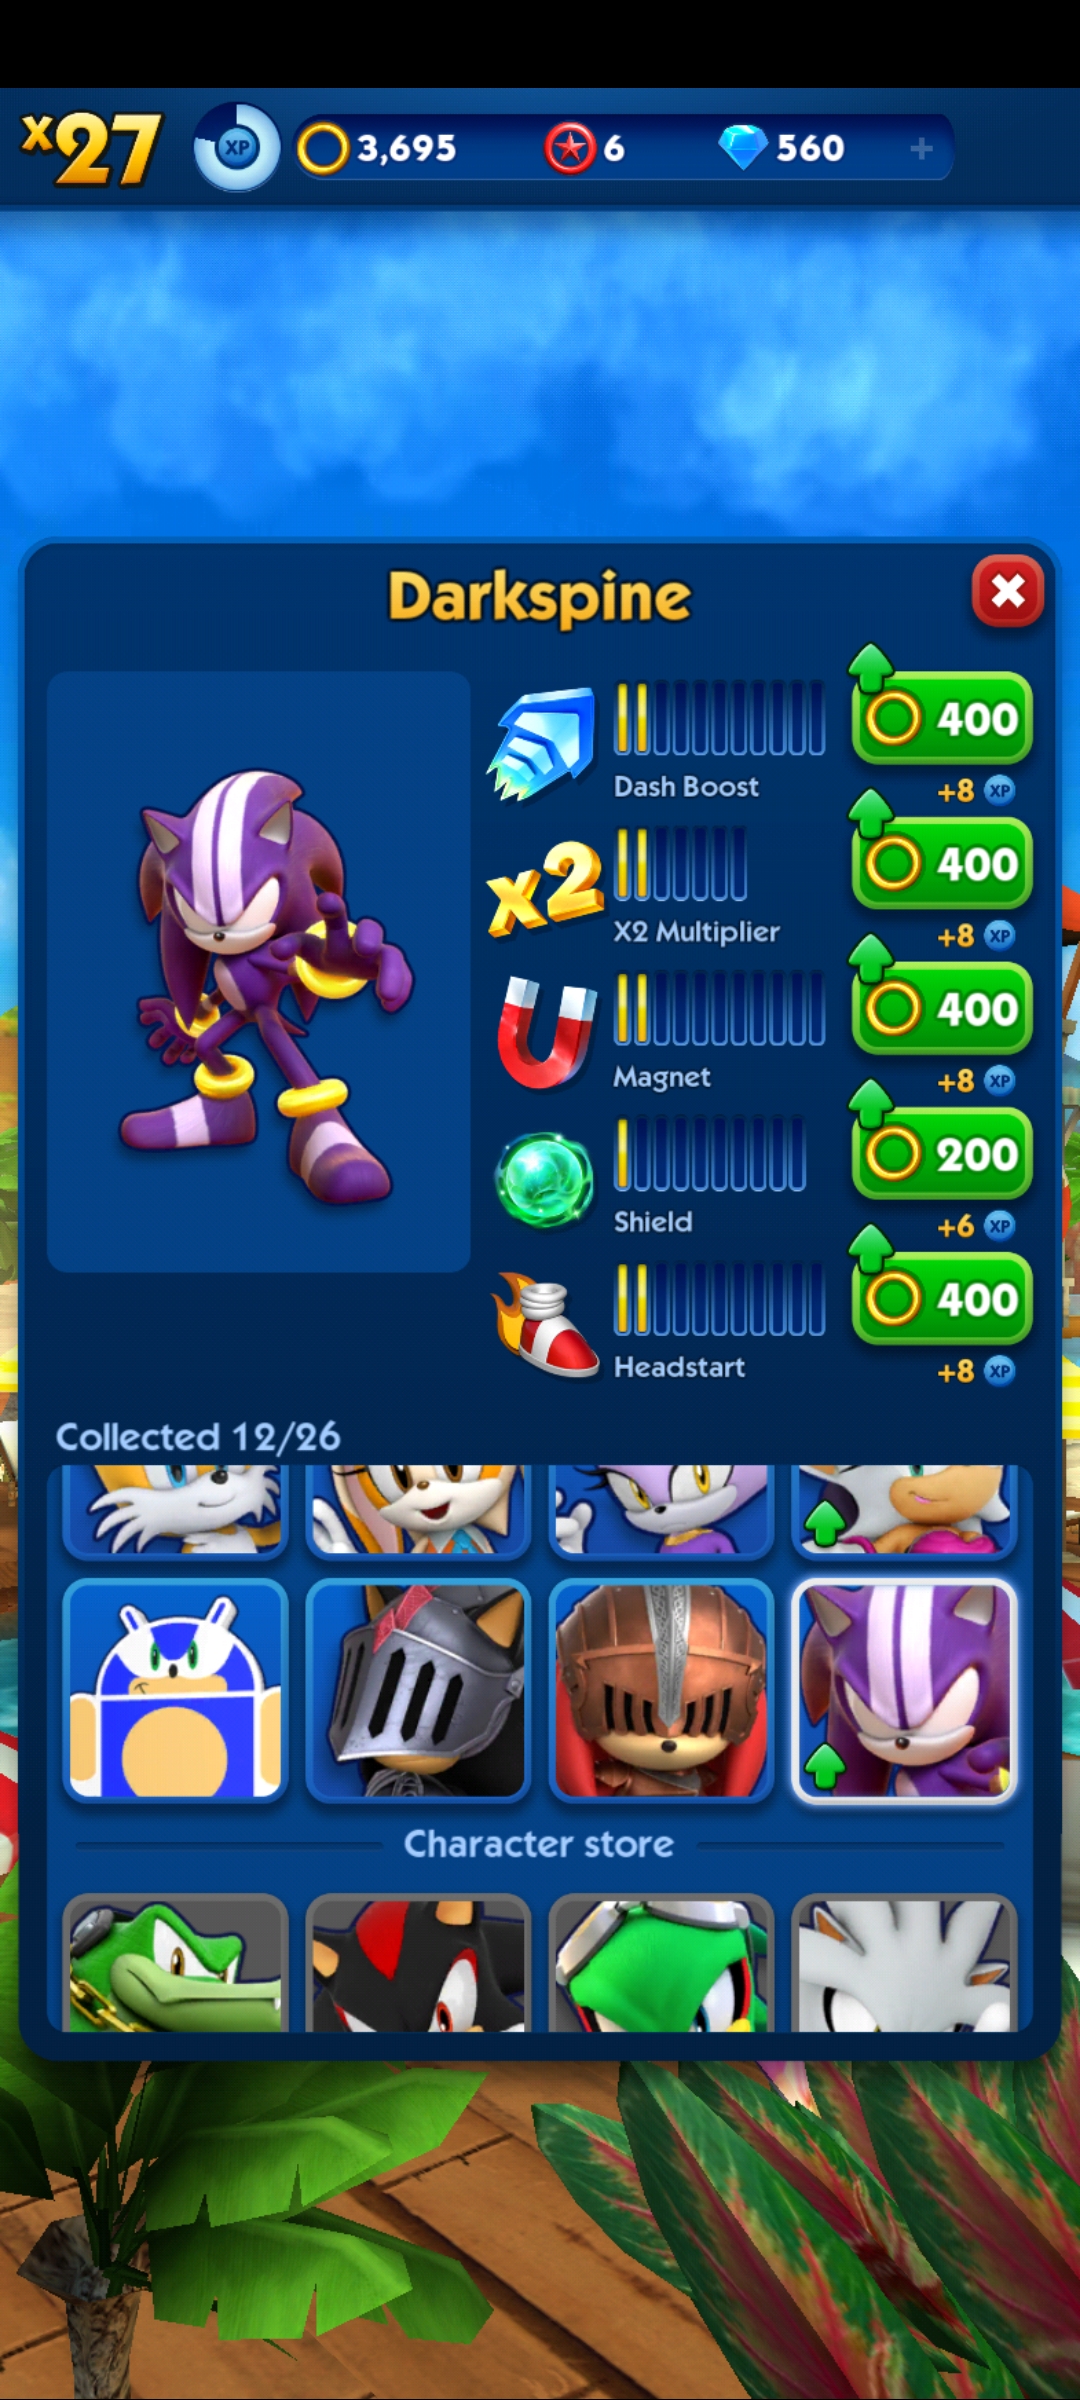 x27
XP
3,695
6
560
+
Darkspine
400
Dash Boost
+8 XP
x2
400
X2 Multiplier
+8 XP
400
Magnet
+8 XP
200
Shield
+6 XP
400
Headstart
+8 XP
Collected 12/26
Character store